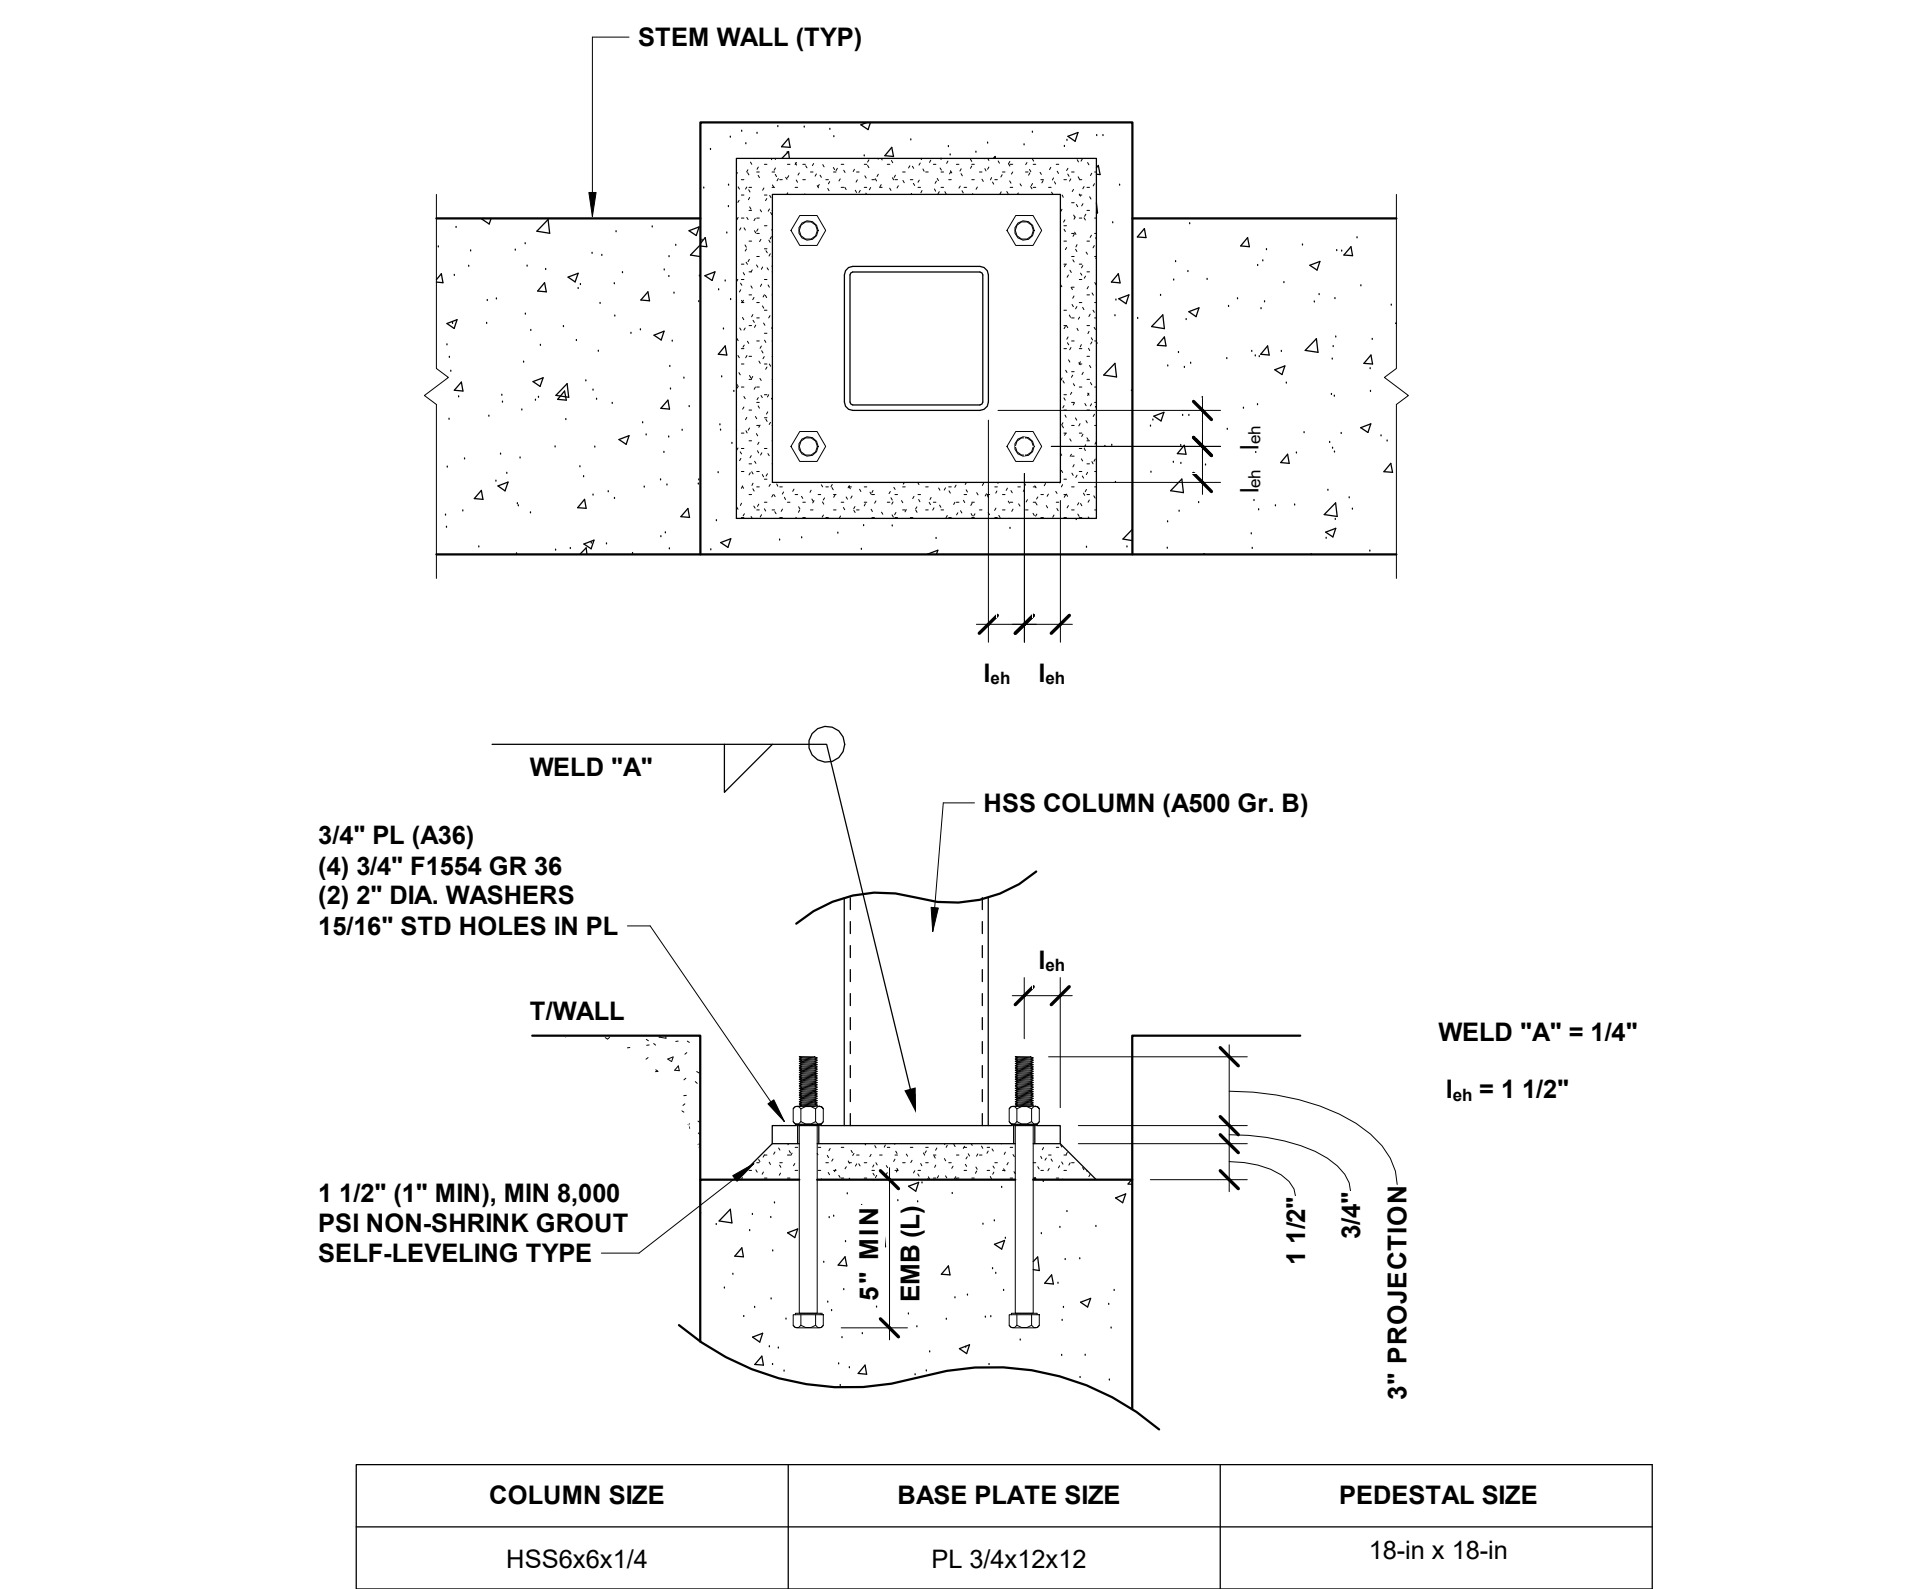 STEM WALL (TYP)
leh
leh
leh leh
WELD "A"
HSS COLUMN (A500 Gr. B)
3/4" PL (A36)
(4) 3/4" F1554 GR 36
(2) 2" DIA. WASHERS
15/16" STD HOLES IN PL
leh
T/WALL
WELD "A" = 1/4"
leh = 1 1/2"
1 1/2" (1" MIN), MIN 8,000
PSI NON-SHRINK GROUT
SELF-LEVELING TYPE
5" MIN
EMB (L)
1 1/2"
3/4"
3" PROJECTION
COLUMN SIZE BASE PLATE SIZE PEDESTAL SIZE
HSS6x6x1/4 PL 3/4x12x12 18-in x 18-in